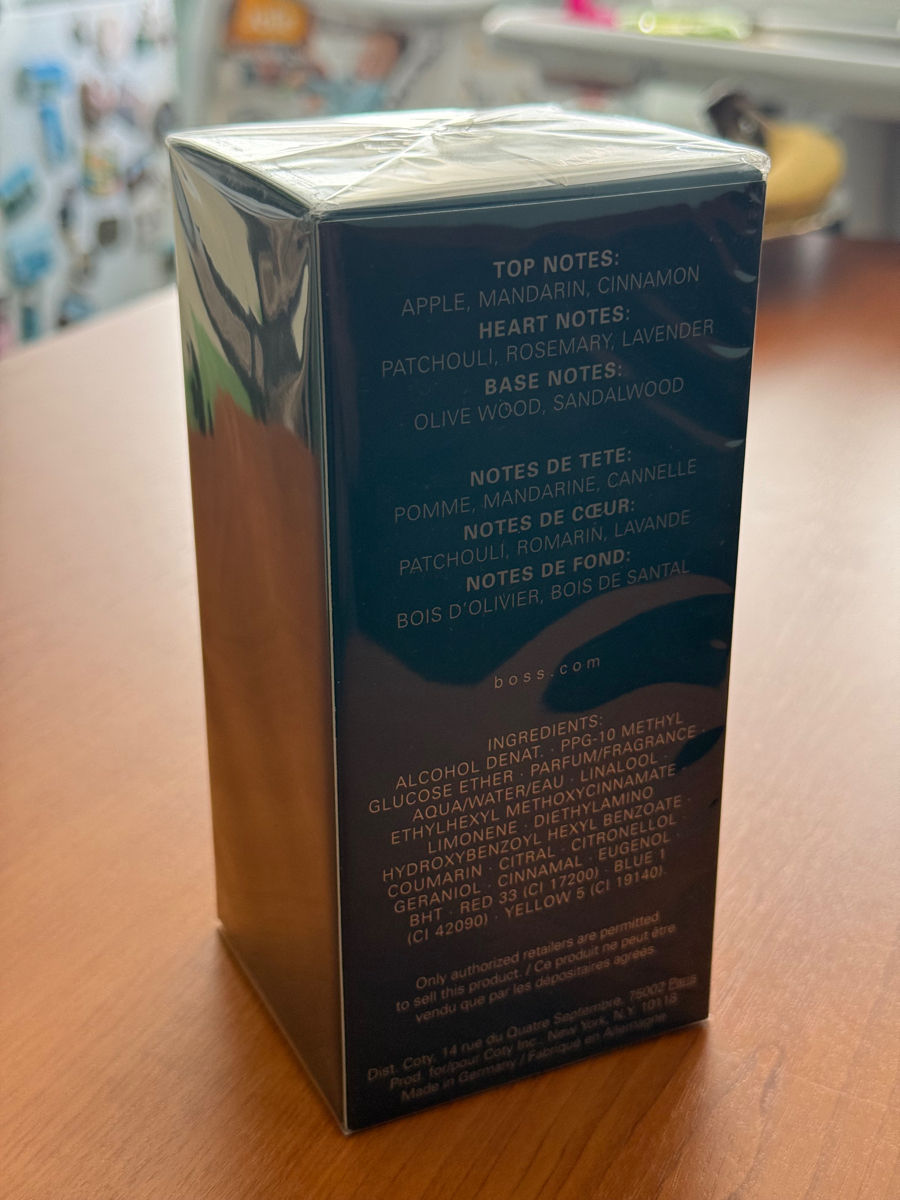 TOP NOTES:
APPLE, MANDARIN, CINNAMON
HEART NOTES:
PATCHOULI, ROSEMARY, LAVENDER
BASE NOTES:
OLIVE WOOD, SANDALWOOD
NOTES DE TETE:
POMME, MANDARINE, CANNELLE
NOTES DE CŒUR:
PATCHOULI, ROMARIN, LAVANDE
NOTES DE FOND:
BOIS D'OLIVIER, BOIS DE SANTAL
boss.com
INGREDIENTS:
ALCOHOL DENAT. · PPG-10 METHYL
GLUCOSE ETHER · PARFUM/FRAGRANCE ·
AQUA/WATER/EAU · LINALOOL ·
ETHYLHEXYL METHOXYCINNAMATE ·
LIMONENE · DIETHYLAMINO
HYDROXYBENZOYL HEXYL BENZOATE ·
COUMARIN · CITRAL · CITRONELLOL ·
GERANIOL · CINNAMAL · EUGENOL ·
BHT · RED 33 (CI 17200) · BLUE 1
(CI 42090) · YELLOW 5 (CI 19140).
Only authorized retailers are permitted
to sell this product. / Ce produit ne peut être
vendu que par les dépositaires agréés.
Dist. Coty, 14 rue du Quatre Septembre, 75002 Paris
Prod. for/pour Coty Inc., New York, N.Y. 10118
Made in Germany / Fabriqué en Allemagne